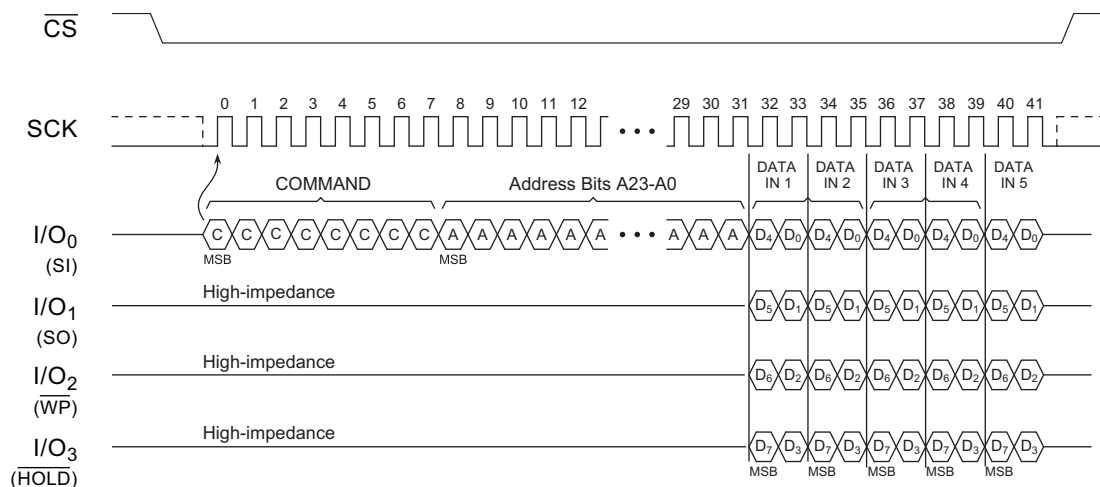 CS
SCK
0 1 2 3 4 5 6 7 8 9 10 11 12 29 30 31 32 33 34 35 36 37 38 39 40 41
COMMAND
Address Bits A23-A0
DATA IN 1
DATA IN 2
DATA IN 3
DATA IN 4
DATA IN 5
I/O0
(SI)
C C C C C C C C A A A A A A A A A D4 D0 D4 D0 D4 D0 D4 D0 D4 D0
MSB MSB
I/O1
(SO)
High-impedance
D5 D1 D5 D1 D5 D1 D5 D1 D5 D1
I/O2
(WP)
High-impedance
D6 D2 D6 D2 D6 D2 D6 D2 D6 D2
I/O3
(HOLD)
High-impedance
D7 D3 D7 D3 D7 D3 D7 D3 D7 D3
MSB MSB MSB MSB MSB